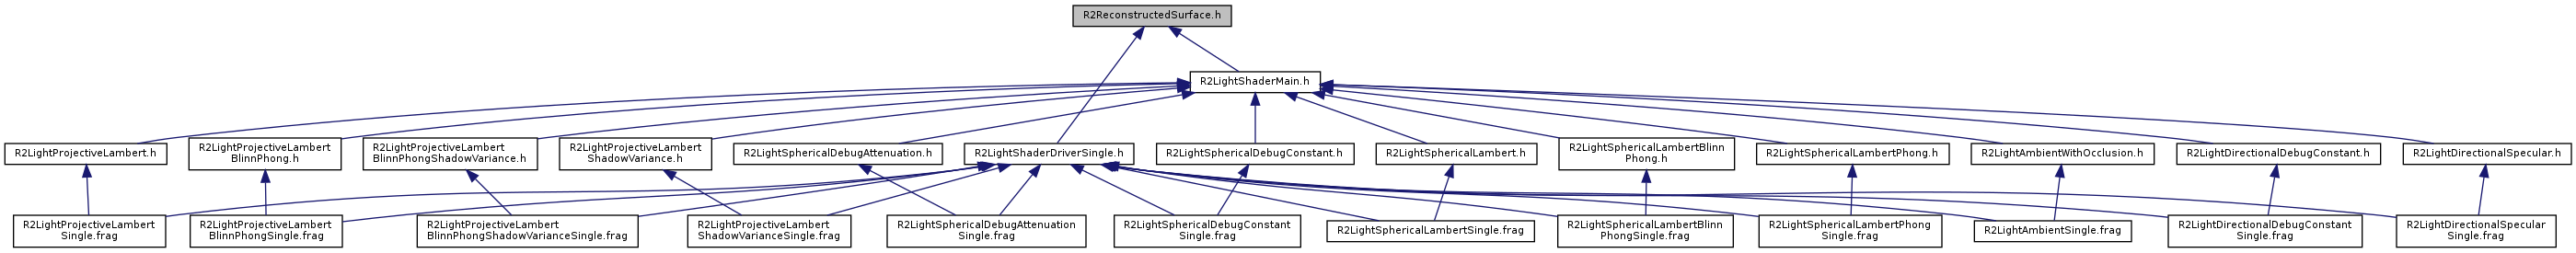 R2ReconstructedSurface.h
R2LightShaderMain.h
R2LightProjectiveLambert.h
R2LightProjectiveLambert
BlinnPhong.h
R2LightProjectiveLambert
BlinnPhongShadowVariance.h
R2LightProjectiveLambert
ShadowVariance.h
R2LightSphericalDebugAttenuation.h
R2LightShaderDriverSingle.h
R2LightSphericalDebugConstant.h
R2LightSphericalLambert.h
R2LightSphericalLambertBlinn
Phong.h
R2LightSphericalLambertPhong.h
R2LightAmbientWithOcclusion.h
R2LightDirectionalDebugConstant.h
R2LightDirectionalSpecular.h
R2LightProjectiveLambert
Single.frag
R2LightProjectiveLambert
BlinnPhongSingle.frag
R2LightProjectiveLambert
BlinnPhongShadowVarianceSingle.frag
R2LightProjectiveLambert
ShadowVarianceSingle.frag
R2LightSphericalDebugAttenuation
Single.frag
R2LightSphericalDebugConstant
Single.frag
R2LightSphericalLambertSingle.frag
R2LightSphericalLambertBlinn
PhongSingle.frag
R2LightSphericalLambertPhong
Single.frag
R2LightAmbientSingle.frag
R2LightDirectionalDebugConstant
Single.frag
R2LightDirectionalSpecular
Single.frag